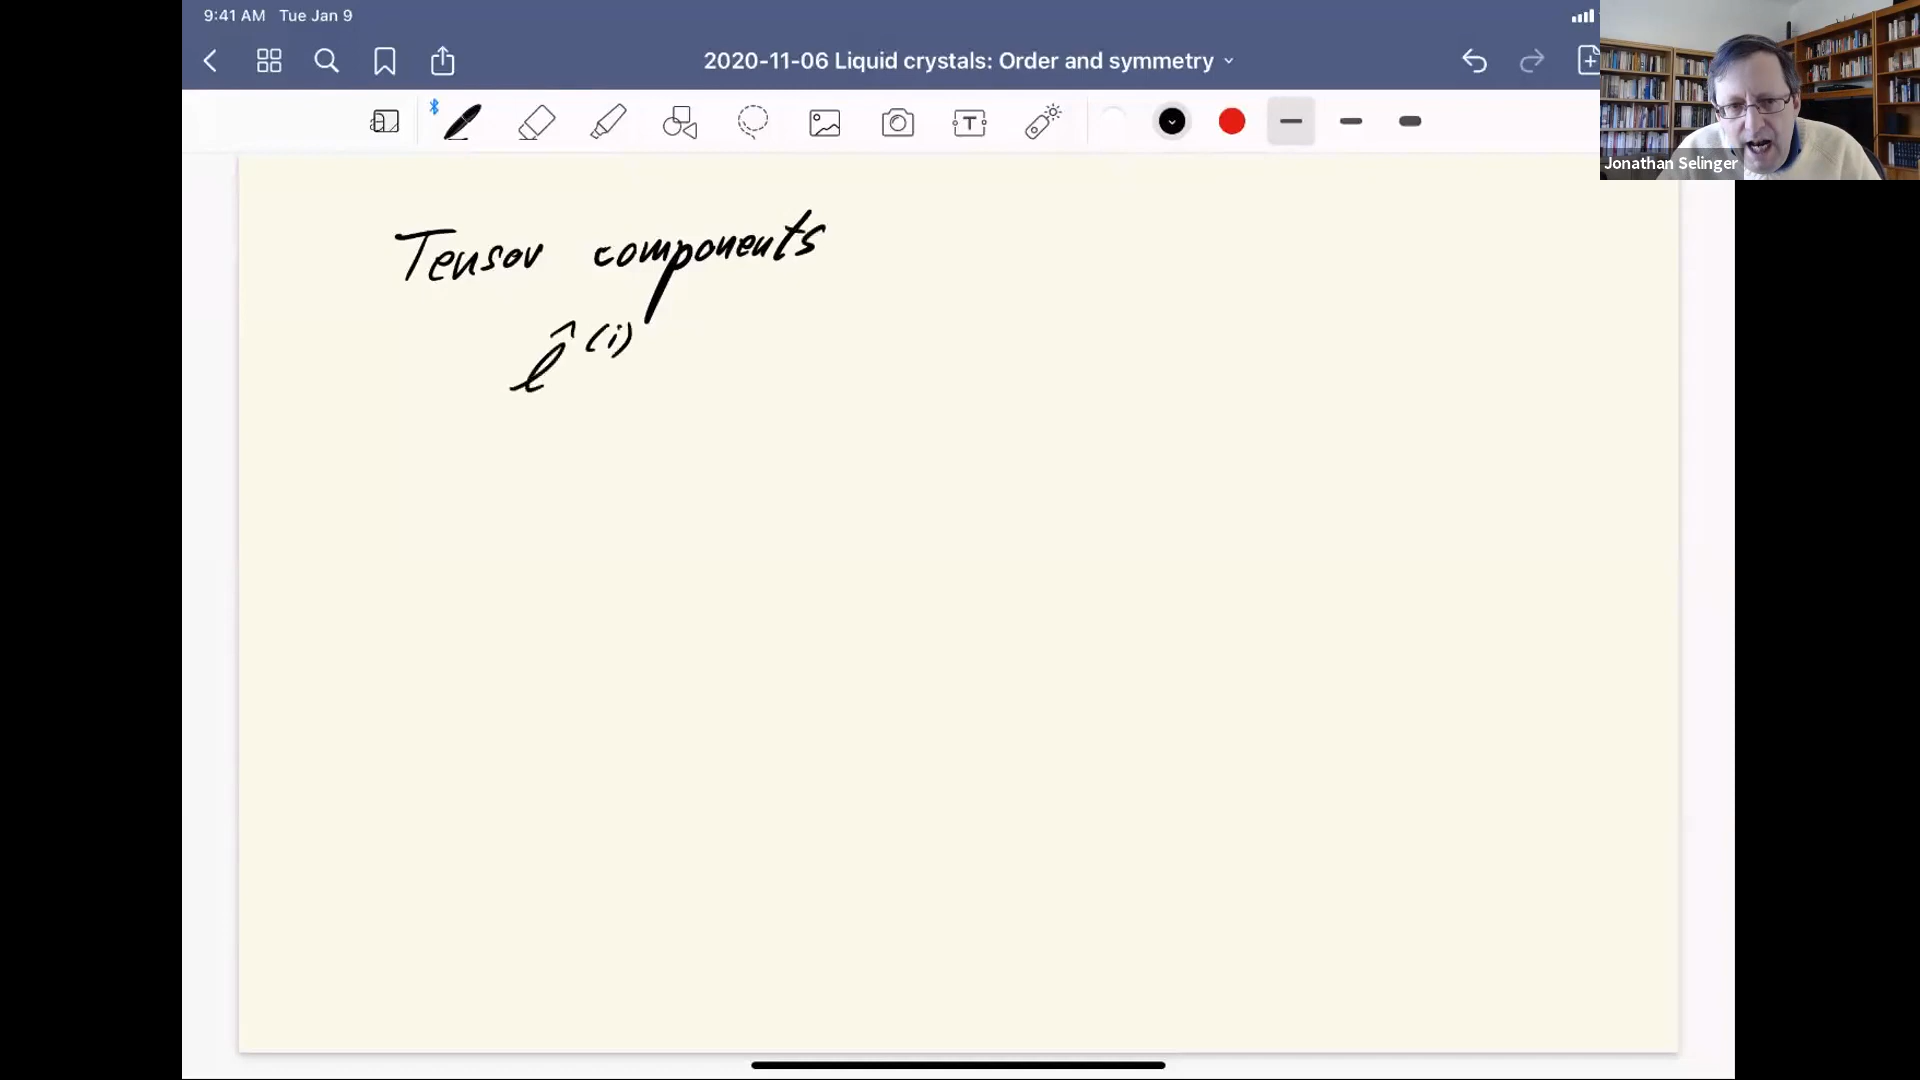 9:41 AM Tue Jan 9
2020-11-06 Liquid crystals: Order and symmetry
Jonathan Selinger
Tensor components
ℓ̂⁽ⁱ⁾